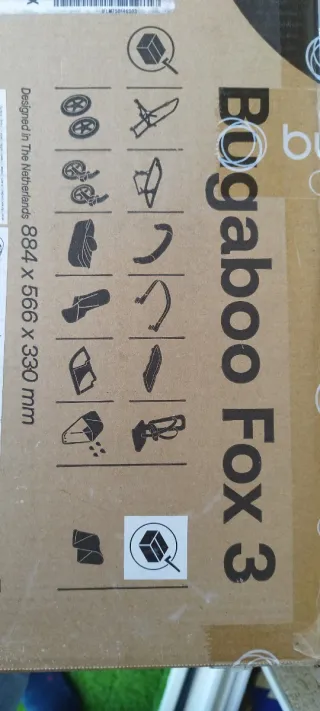 Bugaboo Fox 3
Designed in The Netherlands 884 x 566 x 330 mm